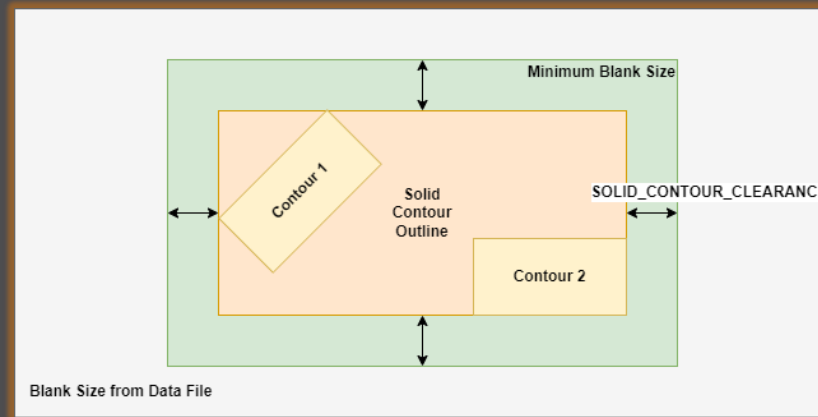 Minimum Blank Size
Contour 1
SOLID_CONTOUR_CLEARANC
Solid
Contour
Outline
Contour 2
Blank Size from Data File